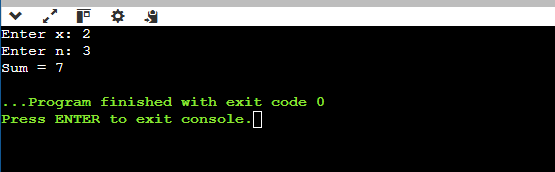 Enter x: 2
Enter n: 3
Sum = 7
...Program finished with exit code 0
Press ENTER to exit console.